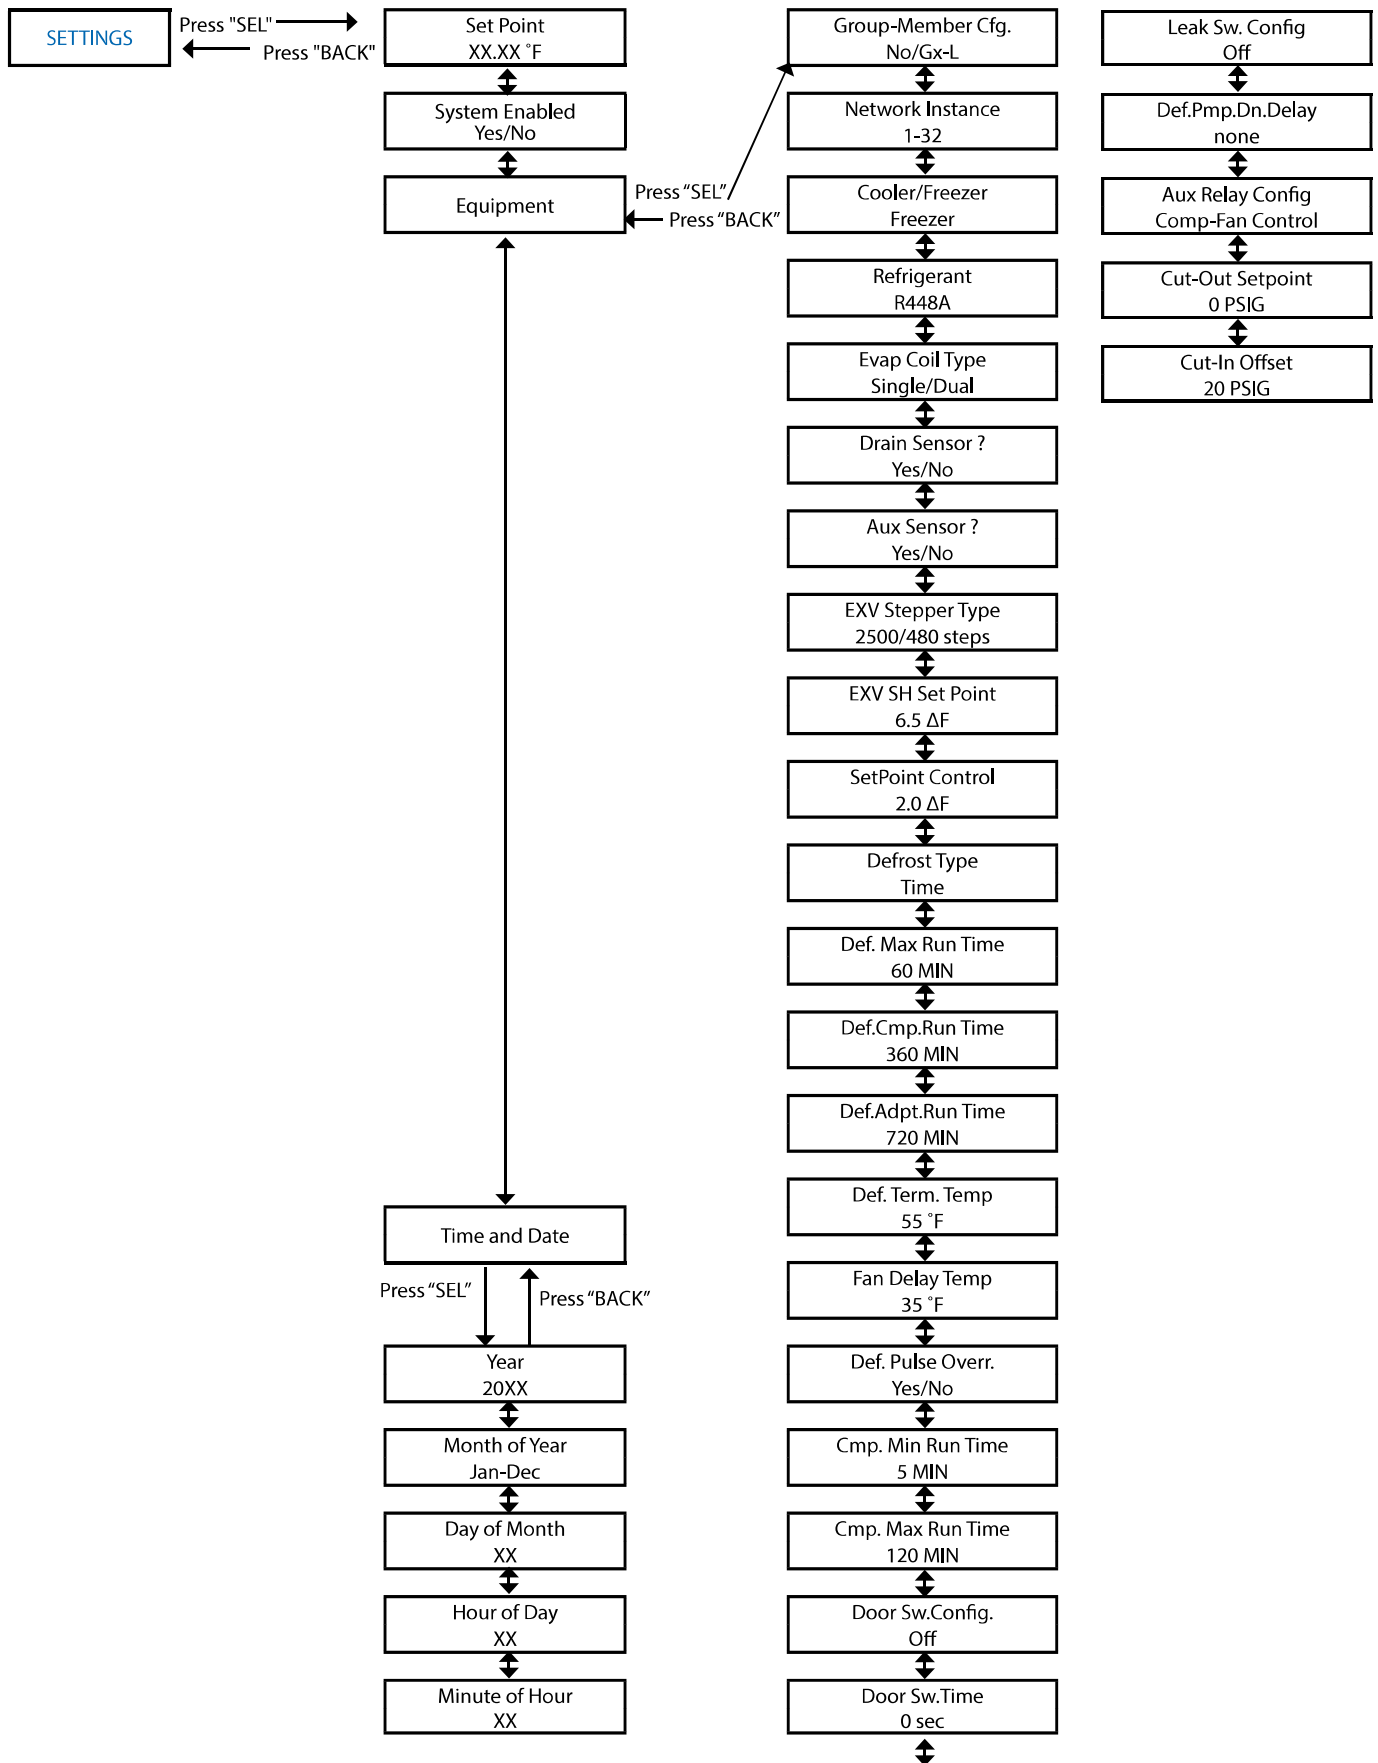 SETTINGS
Press "SEL"
Press "BACK"
Set Point
XX.XX ˚F
System Enabled
Yes/No
Equipment
Press “SEL”
Press “BACK”
Time and Date
Press “SEL”
Press “BACK”
Year
20XX
Month of Year
Jan-Dec
Day of Month
XX
Hour of Day
XX
Minute of Hour
XX
Group-Member Cfg.
No/Gx-L
Network Instance
1-32
Cooler/Freezer
Freezer
Refrigerant
R448A
Evap Coil Type
Single/Dual
Drain Sensor ?
Yes/No
Aux Sensor ?
Yes/No
EXV Stepper Type
2500/480 steps
EXV SH Set Point
6.5 ΔF
SetPoint Control
2.0 ΔF
Defrost Type
Time
Def. Max Run Time
60 MIN
Def.Cmp.Run Time
360 MIN
Def.Adpt.Run Time
720 MIN
Def. Term. Temp
55 ˚F
Fan Delay Temp
35 ˚F
Def. Pulse Overr.
Yes/No
Cmp. Min Run Time
5 MIN
Cmp. Max Run Time
120 MIN
Door Sw.Config.
Off
Door Sw.Time
0 sec
Leak Sw. Config
Off
Def.Pmp.Dn.Delay
none
Aux Relay Config
Comp-Fan Control
Cut-Out Setpoint
0 PSIG
Cut-In Offset
20 PSIG